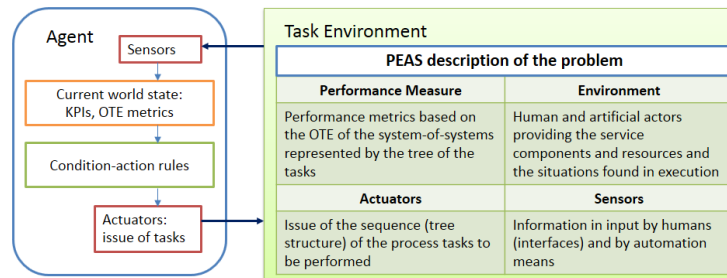 Agent
Sensors
Current world state:
KPIs, OTE metrics
Condition-action rules
Actuators:
issue of tasks
Task Environment
PEAS description of the problem
Performance Measure
Environment
Performance metrics based on
the OTE of the system-of-systems
represented by the tree of the
tasks
Human and artificial actors
providing the service
components and resources and
the situations found in execution
Actuators
Sensors
Issue of the sequence (tree
structure) of the process tasks to
be performed
Information in input by humans
(interfaces) and by automation
means